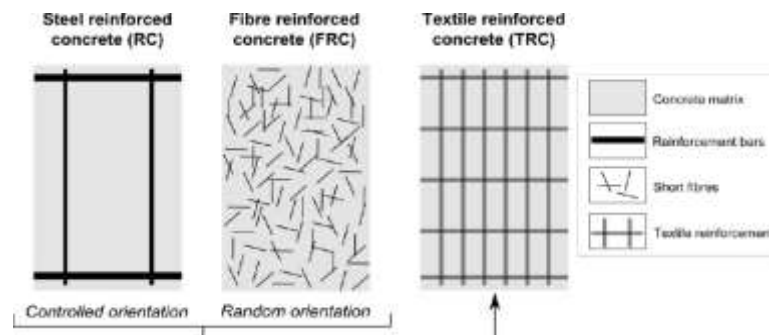 Steel reinforced
concrete (RC)
Fibre reinforced
concrete (FRC)
Textile reinforced
concrete (TRC)
Concrete matrix
Reinforcement bars
Short fibres
Textile reinforcement
Controlled orientation
Random orientation